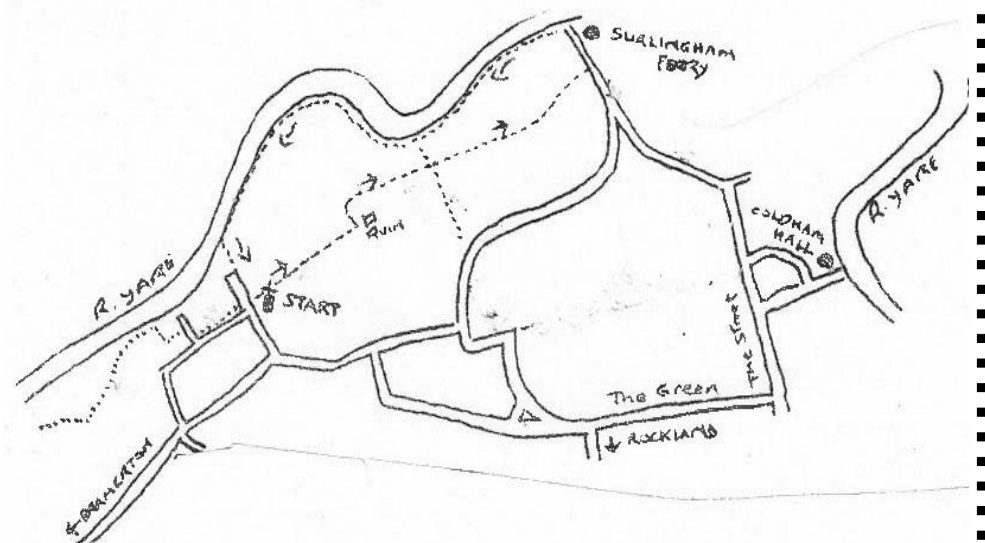 SURLINGHAM
FERRY
R. YARE
COLDHAM
HALL
RUIN
R. YARE
START
THE STREET
The Green
ROCKLAND
BRAMERTON